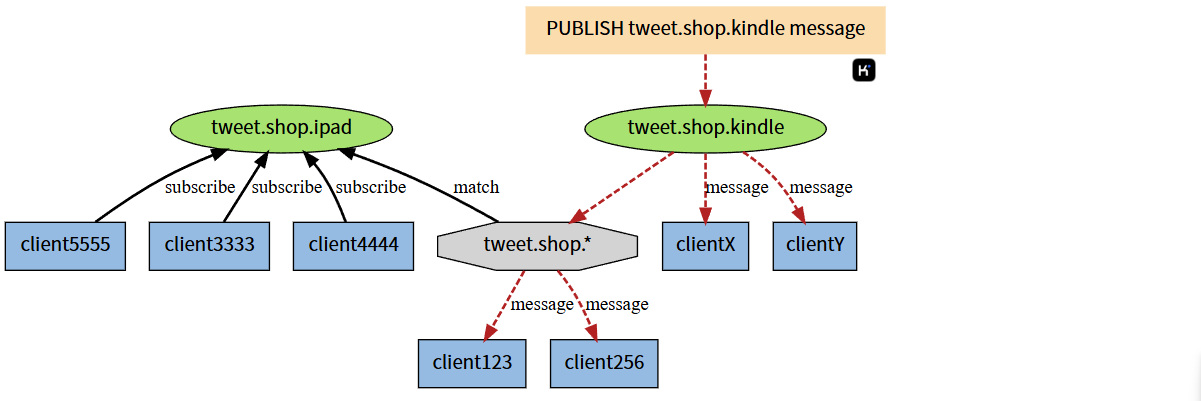 PUBLISH tweet.shop.kindle message
K
tweet.shop.ipad
tweet.shop.kindle
subscribe
subscribe
subscribe
match
message
message
client5555
client3333
client4444
tweet.shop.*
clientX
clientY
message
message
client123
client256